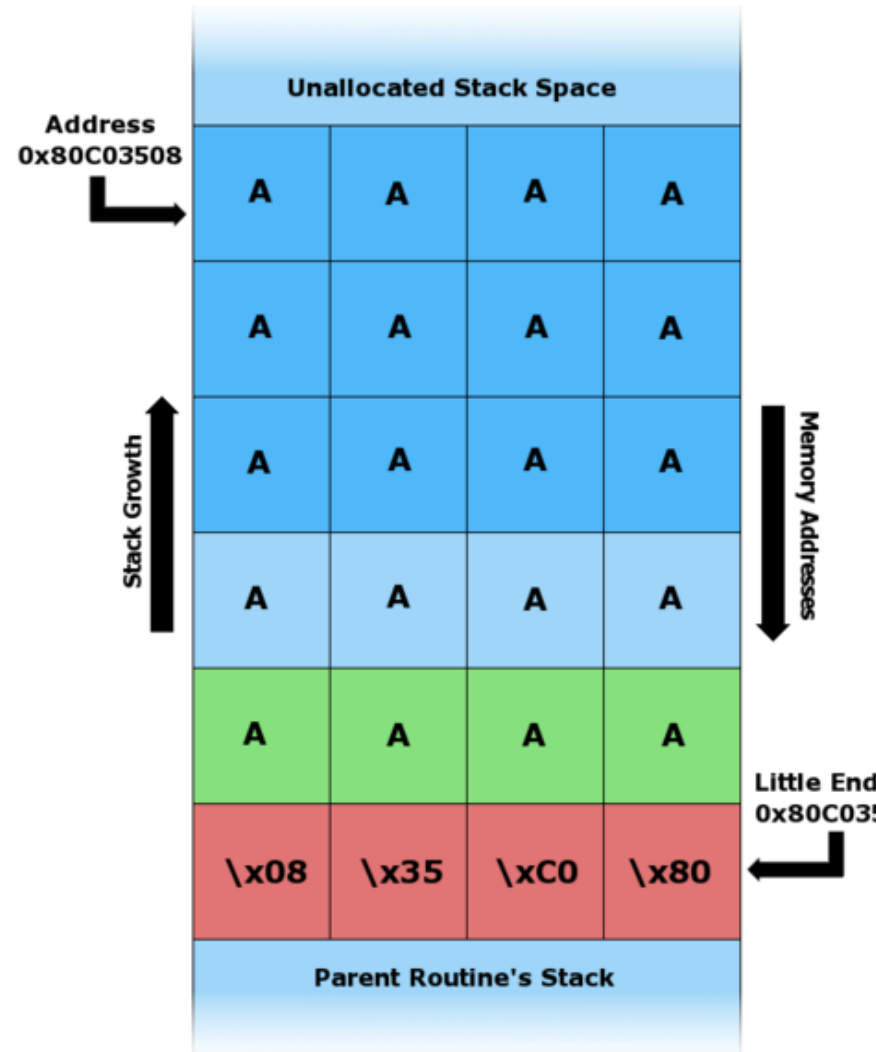 Unallocated Stack Space
Address
0x80C03508
A A A A
A A A A
A A A A
Stack Growth
Memory Addresses
A A A A
A A A A
Little End
0x80C035
\x08 \x35 \xC0 \x80
Parent Routine's Stack